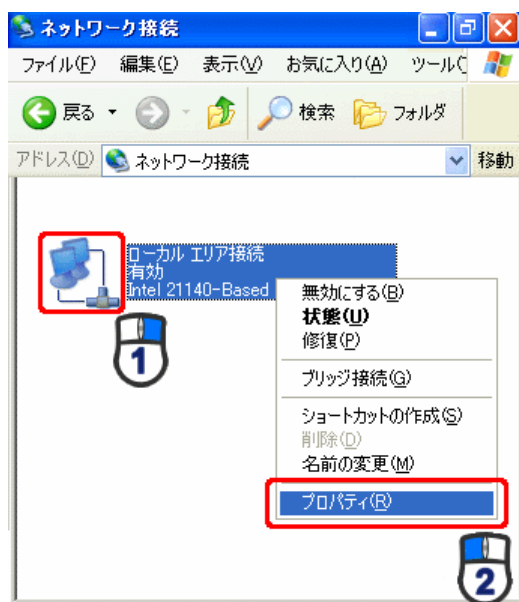 ネットワーク接続
ファイル(F) 編集(E) 表示(V) お気に入り(A) ツール(
戻る 検索 フォルダ
アドレス(D) ネットワーク接続 移動
ローカル エリア接続
有効
Intel 21140-Based
無効にする(B)
状態(U)
修復(P)
ブリッジ接続(G)
ショートカットの作成(S)
削除(D)
名前の変更(M)
プロパティ(R)
1
2